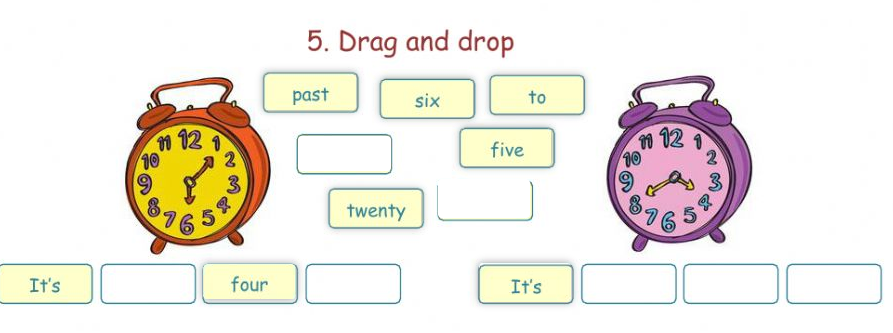 5. Drag and drop
past six to
five
twenty
11 12 1
10 2
9 3
8 4
7 6 5
11 12 1
10 2
9 3
8 4
7 6 5
It's four It's